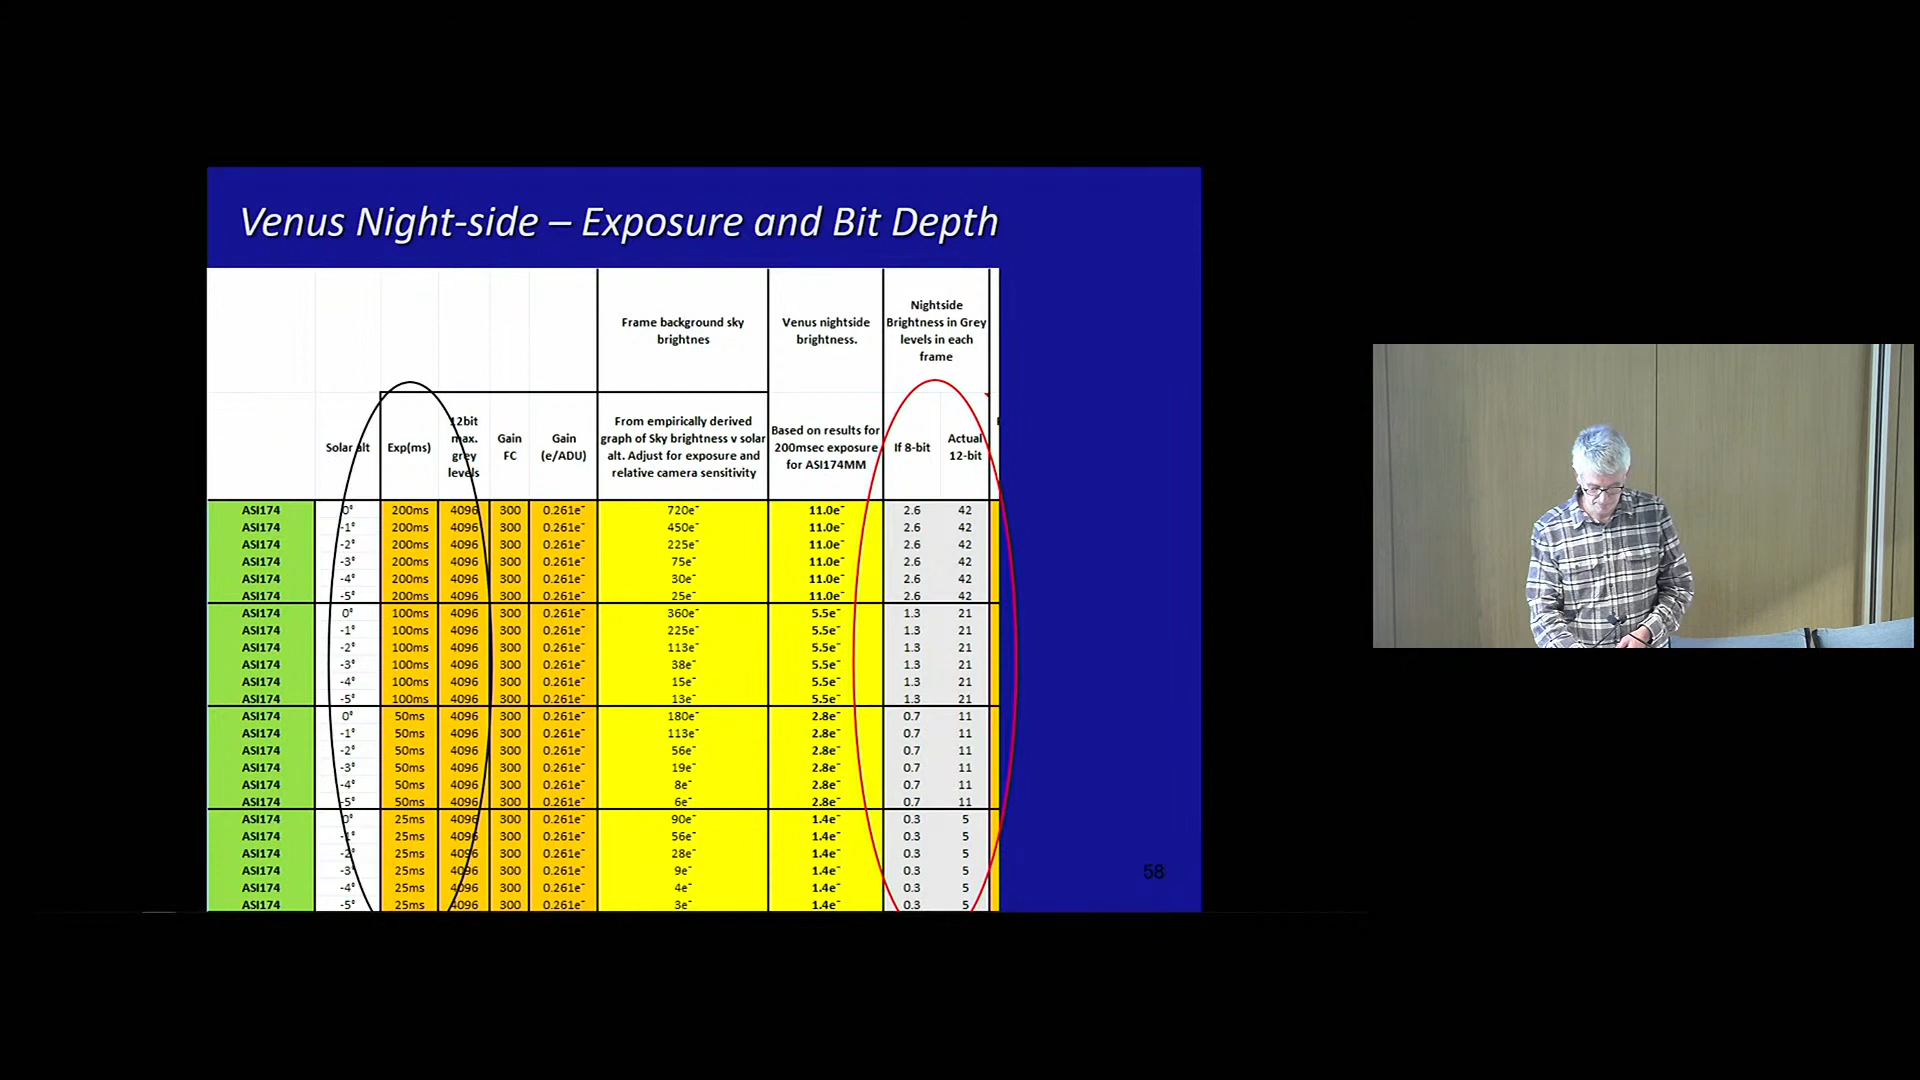 Venus Night-side – Exposure and Bit Depth
Frame background sky
brightnes
Venus nightside
brightness.
Nightside
Brightness in Grey
levels in each
frame
Solar alt
Exp(ms)
12bit
max.
grey
levels
Gain
FC
Gain
(e/ADU)
From empirically derived
graph of Sky brightness v solar
alt. Adjust for exposure and
relative camera sensitivity
Based on results for
200msec exposure
for ASI174MM
If 8-bit
Actual
12-bit
ASI174 0° 200ms 4096 300 0.261e⁻ 720e⁻ 11.0e⁻ 2.6 42
ASI174 -1° 200ms 4096 300 0.261e⁻ 450e⁻ 11.0e⁻ 2.6 42
ASI174 -2° 200ms 4096 300 0.261e⁻ 225e⁻ 11.0e⁻ 2.6 42
ASI174 -3° 200ms 4096 300 0.261e⁻ 75e⁻ 11.0e⁻ 2.6 42
ASI174 -4° 200ms 4096 300 0.261e⁻ 30e⁻ 11.0e⁻ 2.6 42
ASI174 -5° 200ms 4096 300 0.261e⁻ 25e⁻ 11.0e⁻ 2.6 42
ASI174 0° 100ms 4096 300 0.261e⁻ 360e⁻ 5.5e⁻ 1.3 21
ASI174 -1° 100ms 4096 300 0.261e⁻ 225e⁻ 5.5e⁻ 1.3 21
ASI174 -2° 100ms 4096 300 0.261e⁻ 113e⁻ 5.5e⁻ 1.3 21
ASI174 -3° 100ms 4096 300 0.261e⁻ 38e⁻ 5.5e⁻ 1.3 21
ASI174 -4° 100ms 4096 300 0.261e⁻ 15e⁻ 5.5e⁻ 1.3 21
ASI174 -5° 100ms 4096 300 0.261e⁻ 13e⁻ 5.5e⁻ 1.3 21
ASI174 0° 50ms 4096 300 0.261e⁻ 180e⁻ 2.8e⁻ 0.7 11
ASI174 -1° 50ms 4096 300 0.261e⁻ 113e⁻ 2.8e⁻ 0.7 11
ASI174 -2° 50ms 4096 300 0.261e⁻ 56e⁻ 2.8e⁻ 0.7 11
ASI174 -3° 50ms 4096 300 0.261e⁻ 19e⁻ 2.8e⁻ 0.7 11
ASI174 -4° 50ms 4096 300 0.261e⁻ 8e⁻ 2.8e⁻ 0.7 11
ASI174 -5° 50ms 4096 300 0.261e⁻ 6e⁻ 2.8e⁻ 0.7 11
ASI174 0° 25ms 4096 300 0.261e⁻ 90e⁻ 1.4e⁻ 0.3 5
ASI174 -1° 25ms 4096 300 0.261e⁻ 56e⁻ 1.4e⁻ 0.3 5
ASI174 -2° 25ms 4096 300 0.261e⁻ 28e⁻ 1.4e⁻ 0.3 5
ASI174 -3° 25ms 4096 300 0.261e⁻ 9e⁻ 1.4e⁻ 0.3 5
ASI174 -4° 25ms 4096 300 0.261e⁻ 4e⁻ 1.4e⁻ 0.3 5
ASI174 -5° 25ms 4096 300 0.261e⁻ 3e⁻ 1.4e⁻ 0.3 5
58